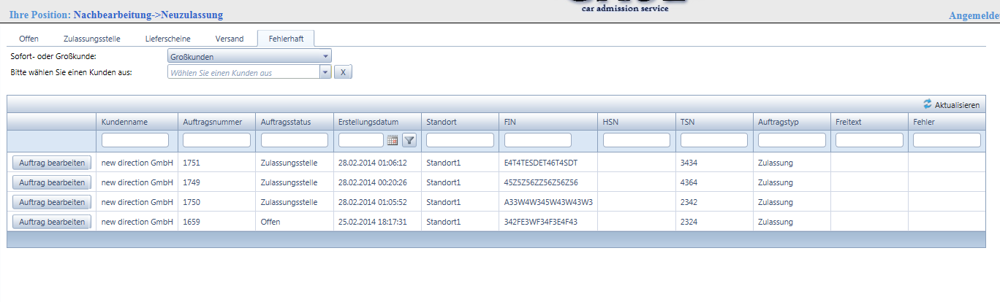 car admission service
Ihre Position: Nachbearbeitung->Neuzulassung
Offen Zulassungsstelle Lieferscheine Versand Fehlerhaft
Sofort- oder Großkunde: Großkunden
Bitte wählen Sie einen Kunden aus: Wählen Sie einen Kunden aus X
Aktualisieren
Kundenname Auftragsnummer Auftragsstatus Erstellungsdatum Standort FIN HSN TSN Auftragstyp Freitext Fehler
Auftrag bearbeiten new direction GmbH 1751 Zulassungsstelle 28.02.2014 01:06:12 Standort1 E4T4TESDET46T4SDT 3434 Zulassung
Auftrag bearbeiten new direction GmbH 1749 Zulassungsstelle 28.02.2014 00:20:26 Standort1 45Z5Z56ZZ56Z56Z56 4364 Zulassung
Auftrag bearbeiten new direction GmbH 1750 Zulassungsstelle 28.02.2014 01:05:52 Standort1 A33W4W345W43W43W3 2342 Zulassung
Auftrag bearbeiten new direction GmbH 1659 Offen 25.02.2014 18:17:31 Standort1 342FE3WF34F3E4F43 2324 Zulassung